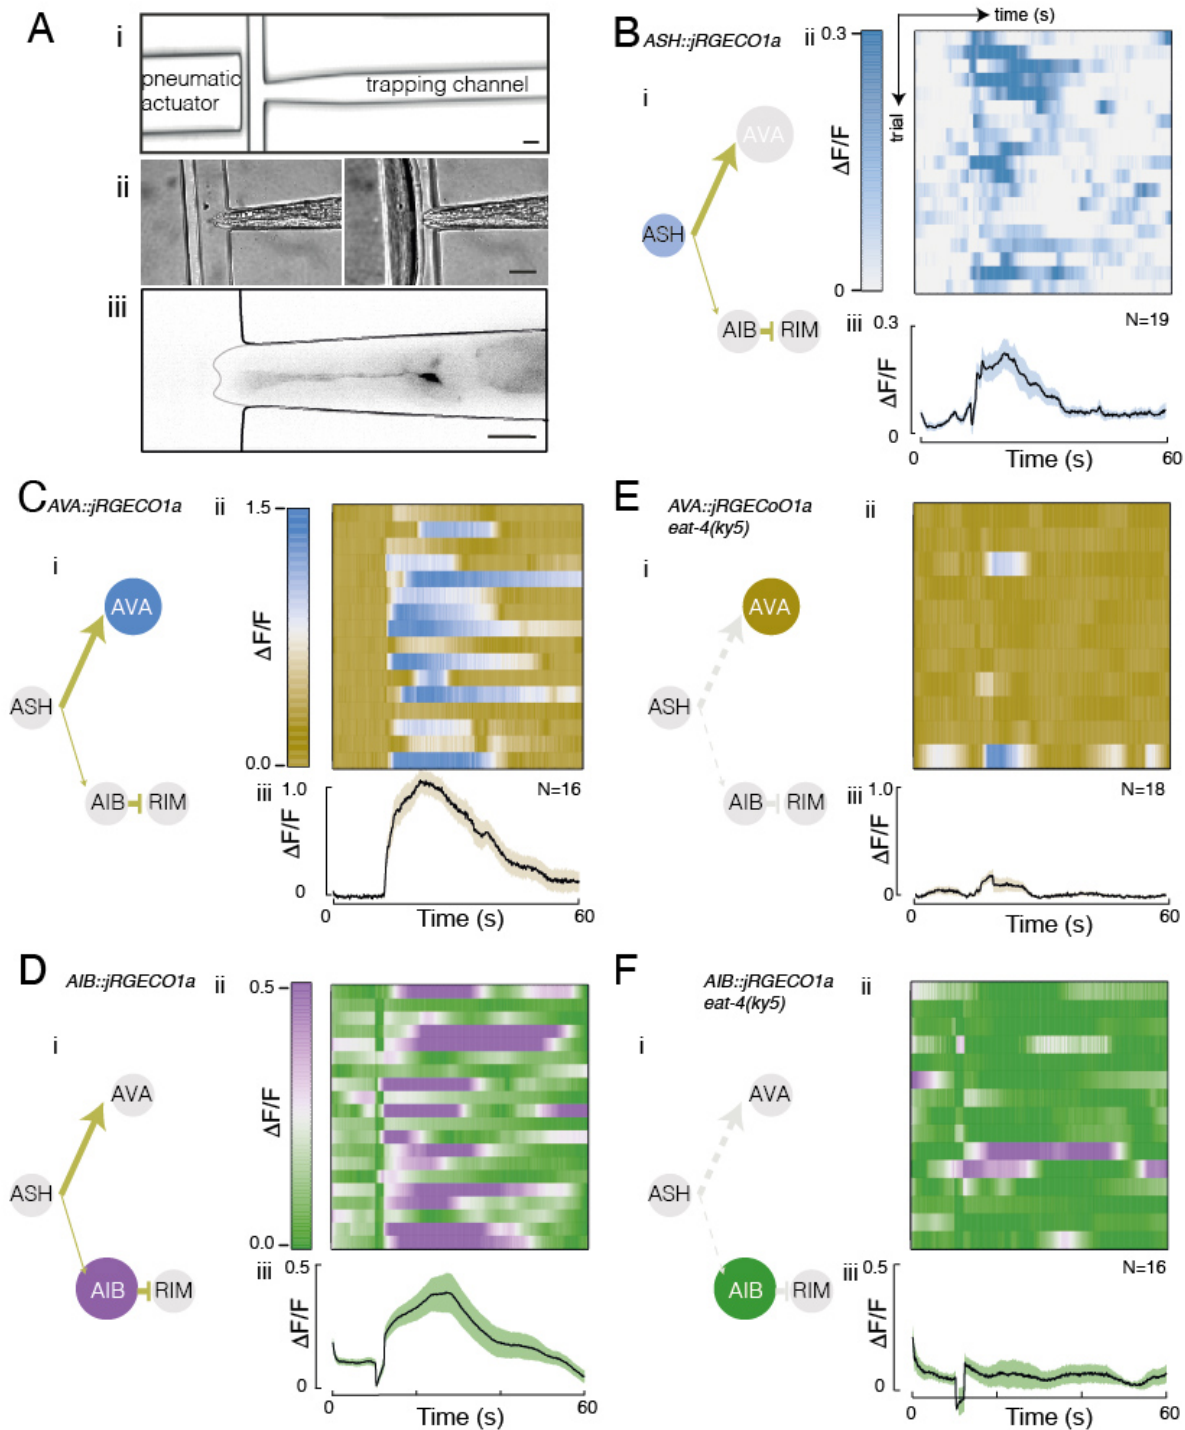 A
i
pneumatic
actuator
trapping channel
ii
iii
B
ASH::jRGECO1a
i
AVA
ASH
AIB
RIM
ii
0.3
ΔF/F
0
time (s)
trial
N=19
iii
0.3
ΔF/F
0
0
Time (s)
60
C
AVA::jRGECO1a
i
AVA
ASH
AIB
RIM
ii
1.5
ΔF/F
0.0
iii
1.0
N=16
ΔF/F
0
0
Time (s)
60
E
AVA::jRGECoO1a
eat-4(ky5)
i
AVA
ASH
AIB
RIM
ii
iii
1.0
N=18
ΔF/F
0
0
Time (s)
60
D
AIB::jRGECO1a
i
AVA
ASH
AIB
RIM
ii
0.5
ΔF/F
0.0
iii
0.5
ΔF/F
0
0
Time (s)
60
F
AIB::jRGECO1a
eat-4(ky5)
i
AVA
ASH
AIB
RIM
ii
iii
0.5
N=16
ΔF/F
0
0
Time (s)
60